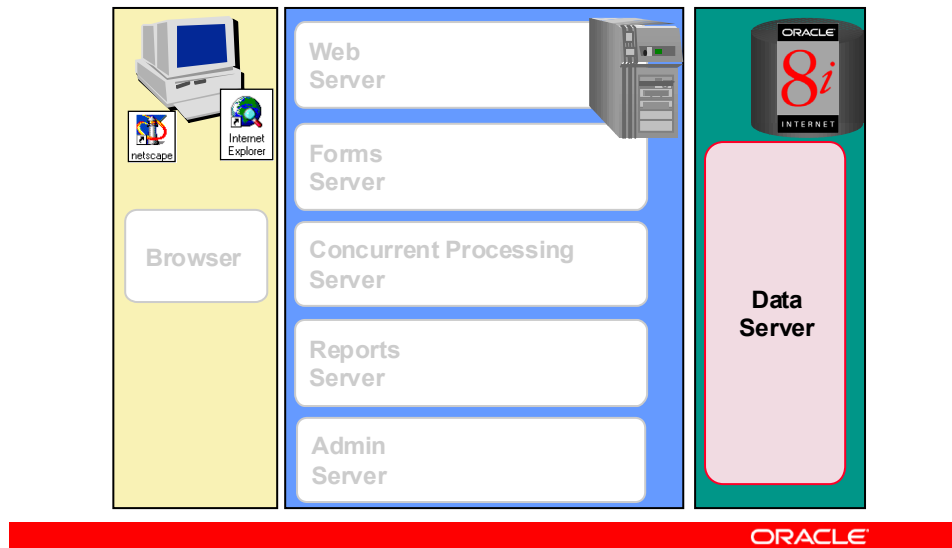 netscape
Internet
Explorer
Browser
Web
Server
Forms
Server
Concurrent Processing
Server
Reports
Server
Admin
Server
ORACLE
8i
INTERNET
Data
Server
ORACLE